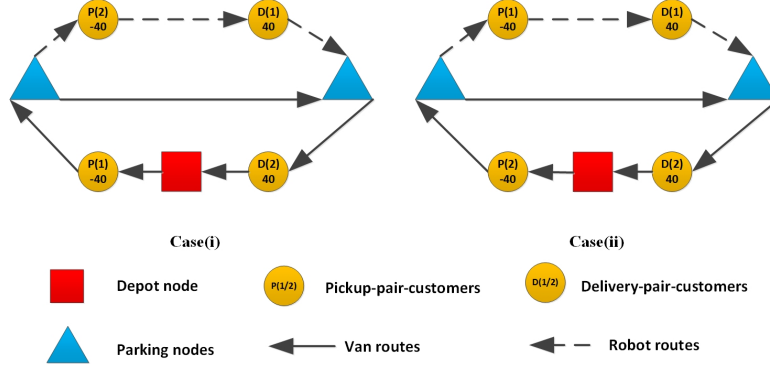 P(2)
-40
D(1)
40
P(1)
-40
D(1)
40
P(1)
-40
D(2)
40
P(2)
-40
D(2)
40
Case(i)
Case(ii)
Depot node
P(1/2)
Pickup-pair-customers
D(1/2)
Delivery-pair-customers
Parking nodes
Van routes
Robot routes